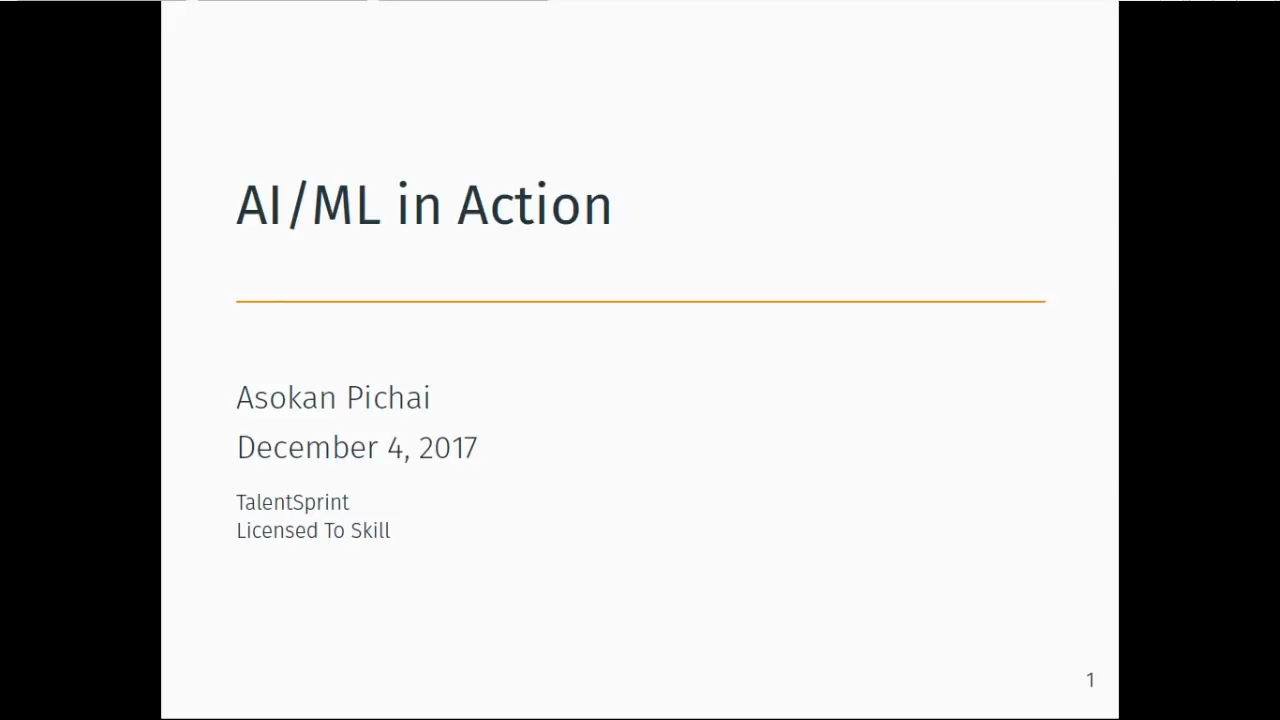 AI/ML in Action
Asokan Pichai
December 4, 2017
TalentSprint
Licensed To Skill
1